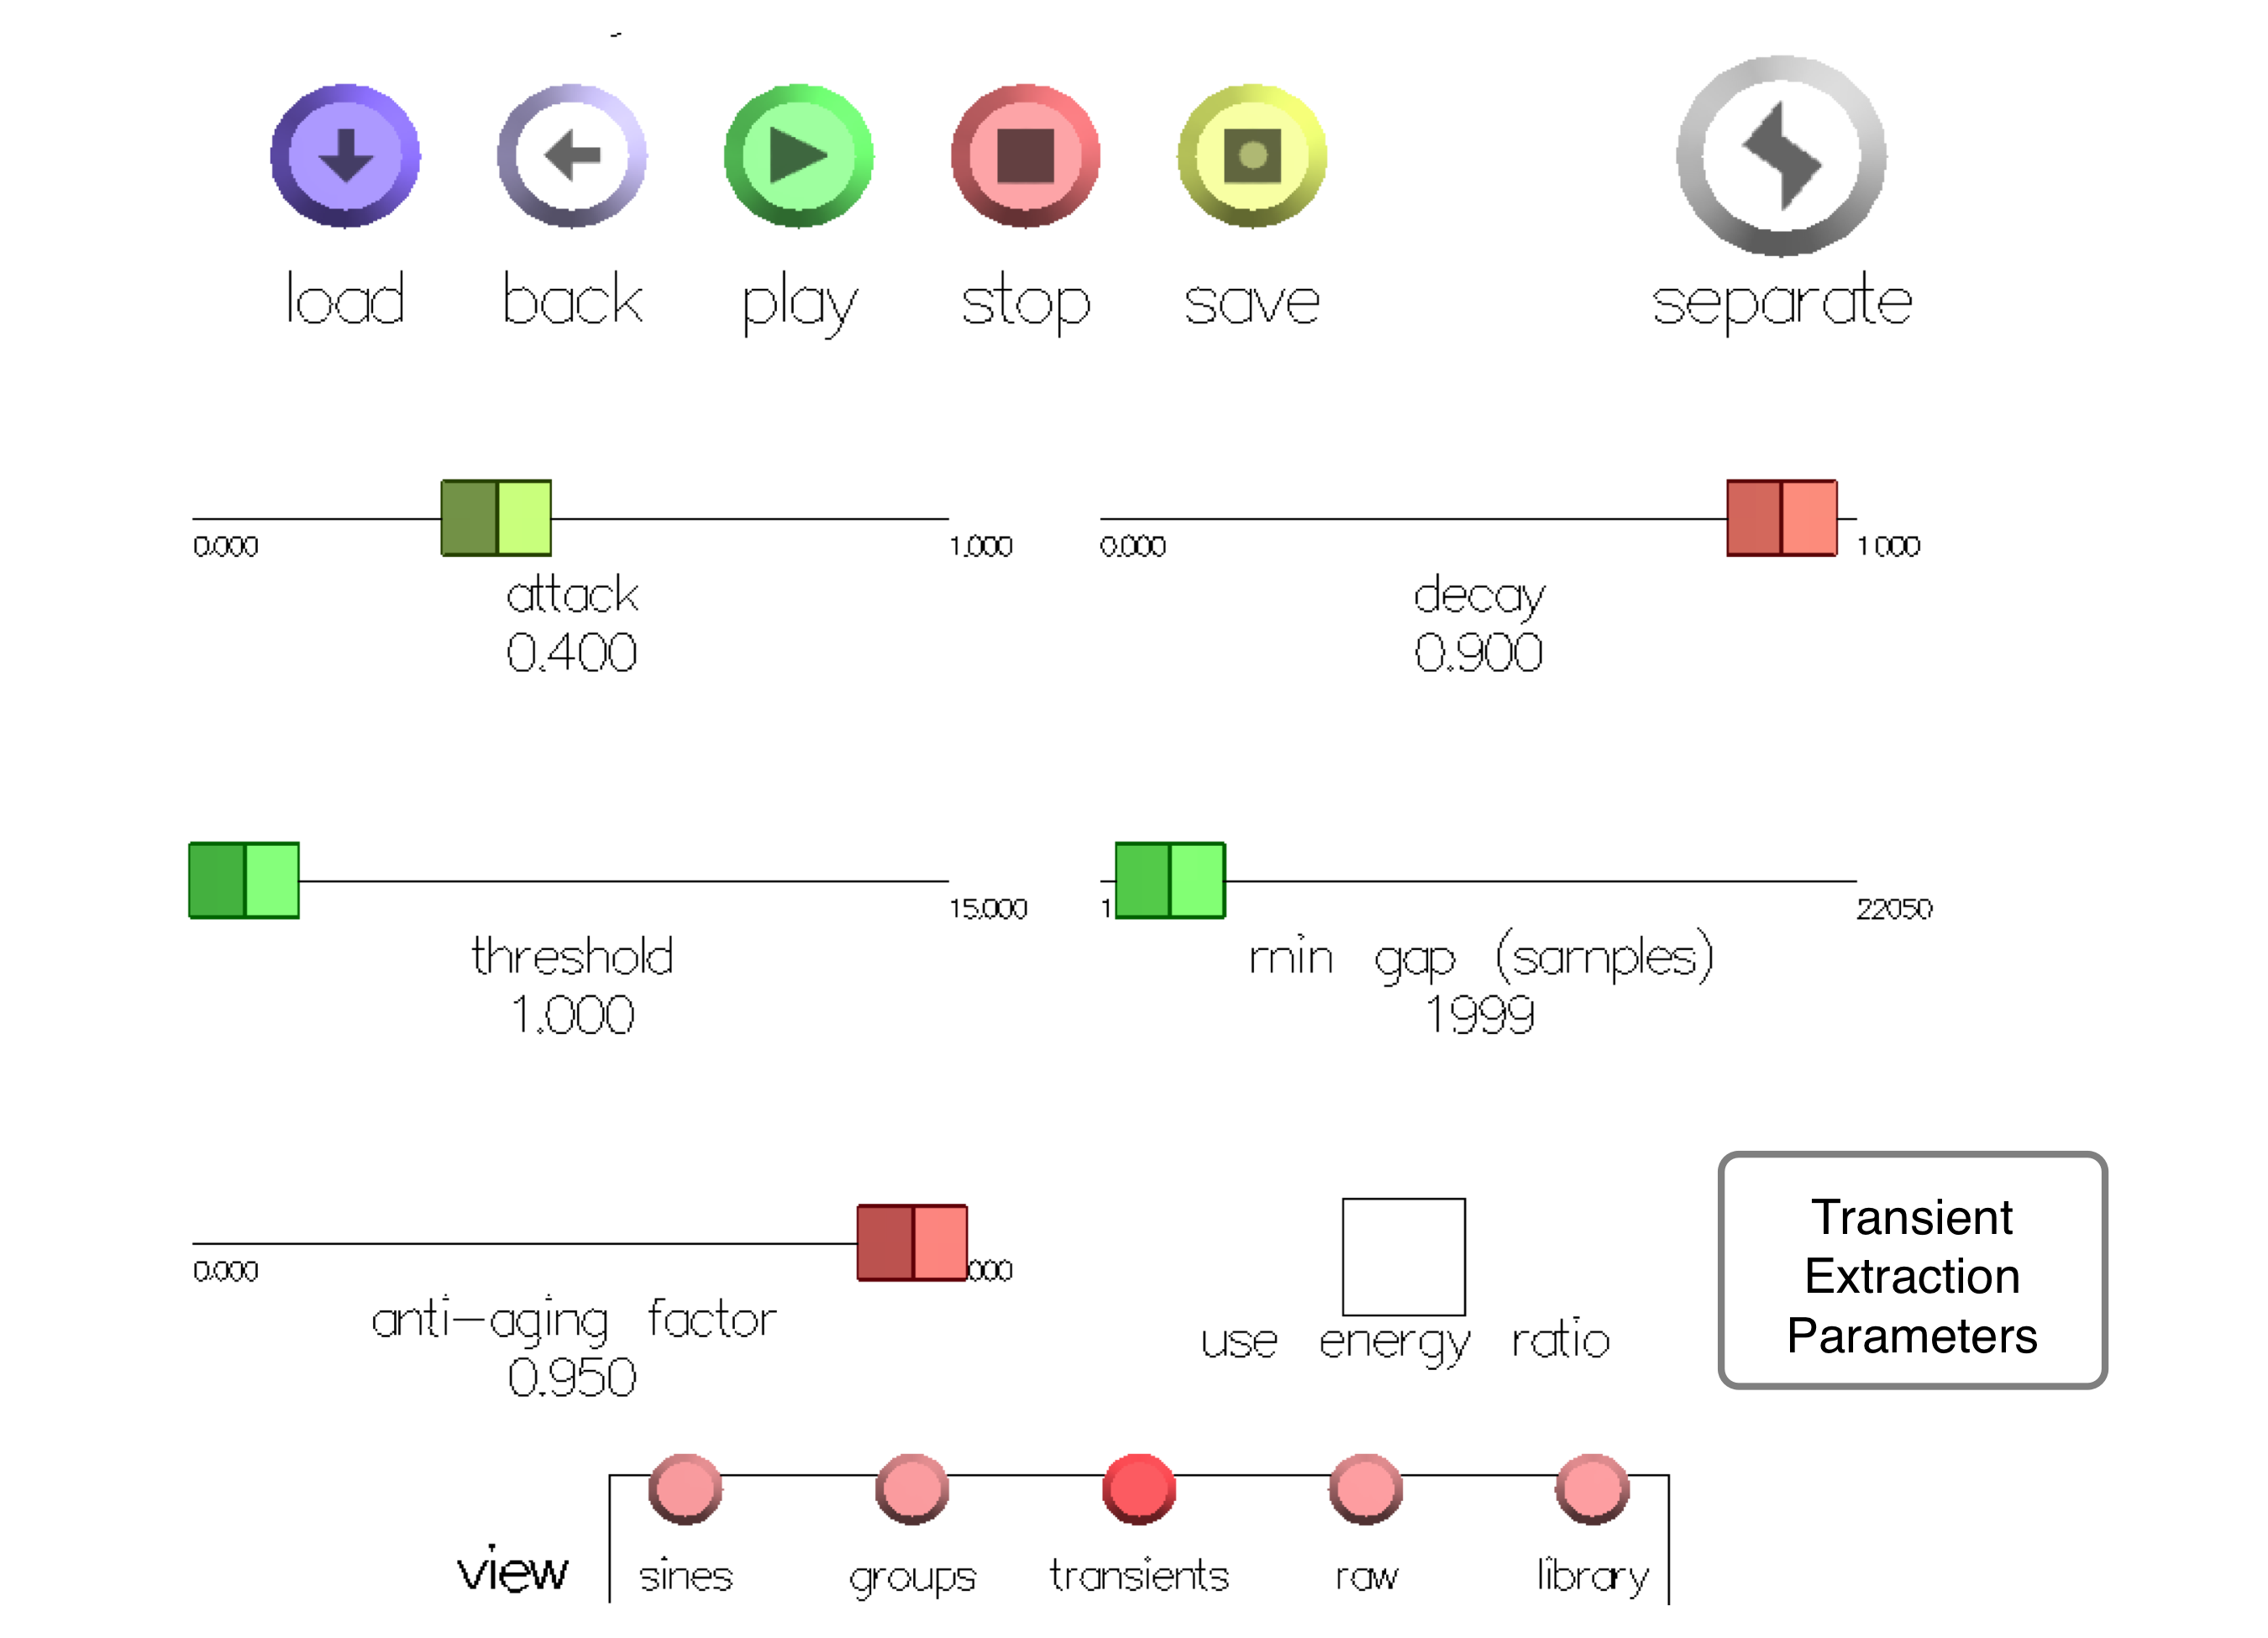 load back play stop save separate
0.000 1.000 0.000 1.000
attack decay
0.400 0.900
15.000 1 22050
threshold min gap (samples)
1.000 1999
0.000 .000
anti-aging factor use energy ratio
0.950
Transient
Extraction
Parameters
view sines groups transients raw library